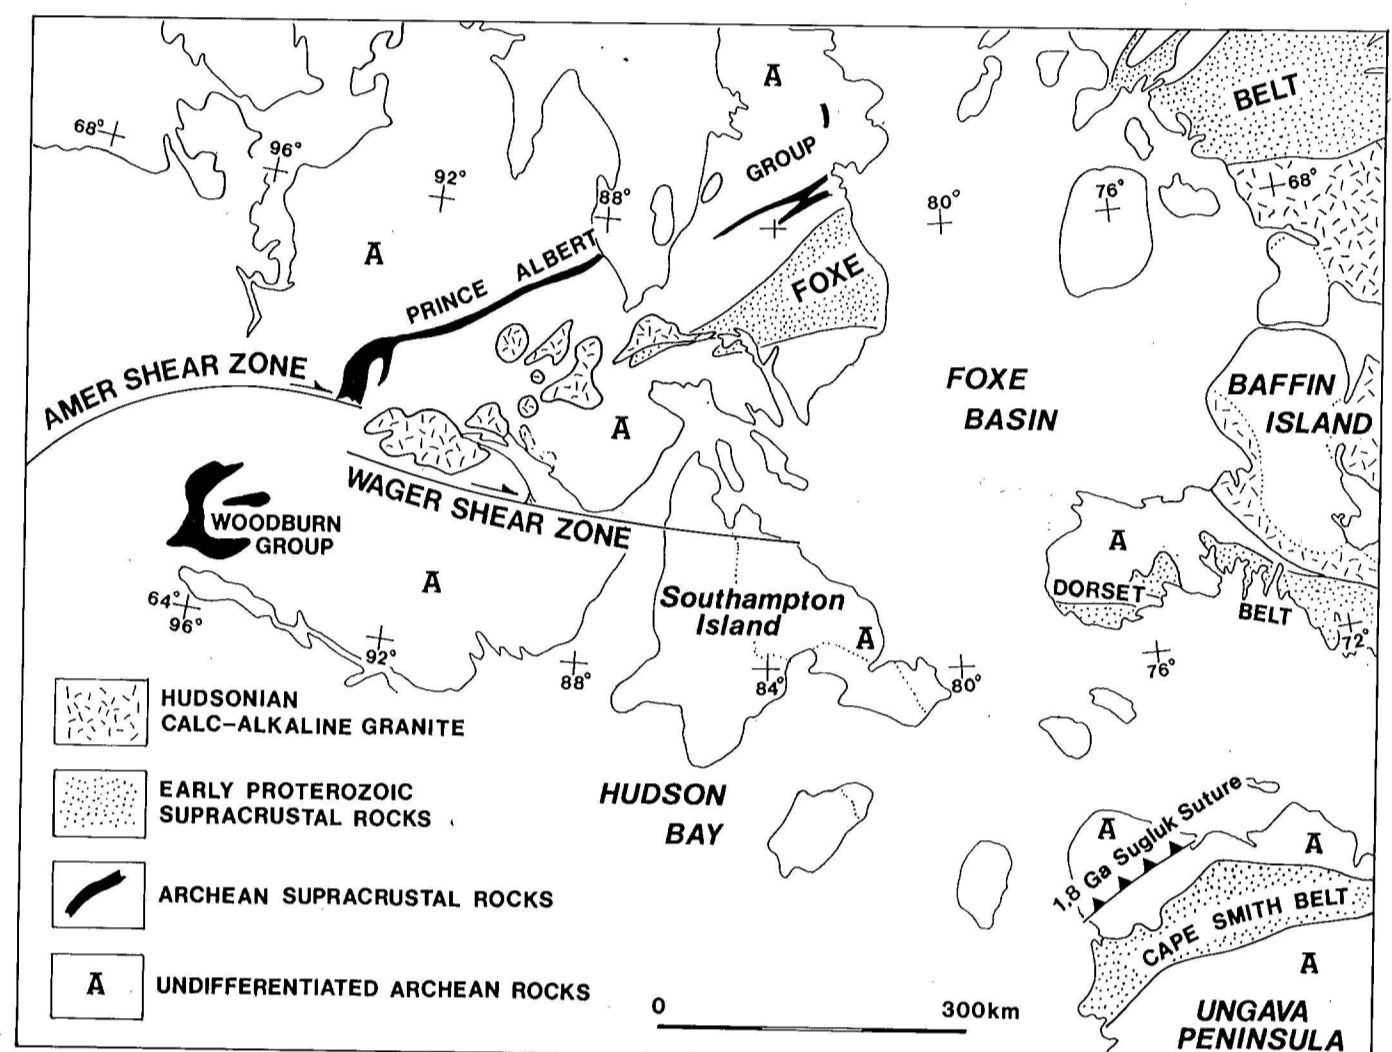 A
BELT
68°
96°
92°
88°
GROUP
80°
76°
68°
A
PRINCE ALBERT
FOXE
AMER SHEAR ZONE
FOXE
BASIN
BAFFIN
ISLAND
A
WAGER SHEAR ZONE
WOODBURN
GROUP
A
A
DORSET
BELT
64°
96°
92°
88°
Southampton
Island
A
84°
80°
76°
72°
HUDSONIAN
CALC-ALKALINE GRANITE
EARLY PROTEROZOIC
SUPRACRUSTAL ROCKS
ARCHEAN SUPRACRUSTAL ROCKS
A
UNDIFFERENTIATED ARCHEAN ROCKS
HUDSON
BAY
A
1.8 Ga Sugluk Suture
A
CAPE SMITH BELT
A
UNGAVA
PENINSULA
0
300km